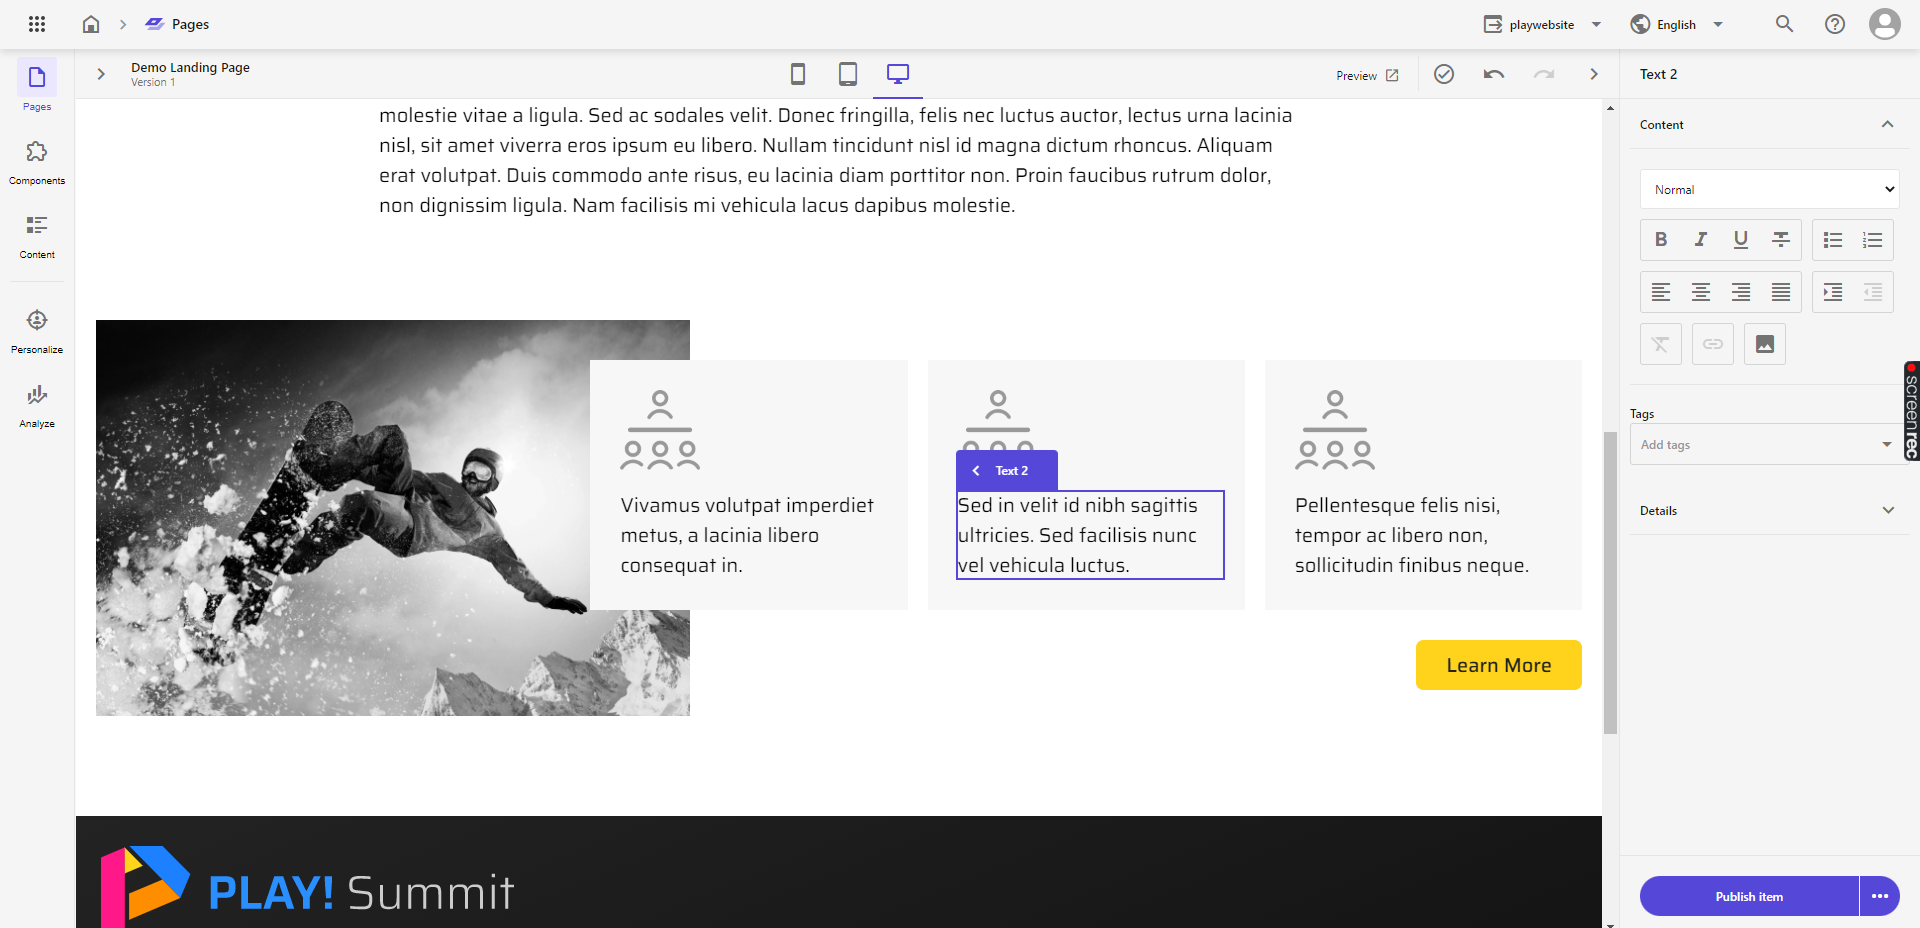 Pages
playwebsite
English
Pages
Components
Content
Personalize
Analyze
Demo Landing Page
Version 1
Preview
molestie vitae a ligula. Sed ac sodales velit. Donec fringilla, felis nec luctus auctor, lectus urna lacinia
nisl, sit amet viverra eros ipsum eu libero. Nullam tincidunt nisl id magna dictum rhoncus. Aliquam
erat volutpat. Duis commodo ante risus, eu lacinia diam porttitor non. Proin faucibus rutrum dolor,
non dignissim ligula. Nam facilisis mi vehicula lacus dapibus molestie.
Vivamus volutpat imperdiet
metus, a lacinia libero
consequat in.
Text 2
Sed in velit id nibh sagittis
ultricies. Sed facilisis nunc
vel vehicula luctus.
Pellentesque felis nisi,
tempor ac libero non,
sollicitudin finibus neque.
Learn More
PLAY! Summit
Text 2
Content
Normal
Tags
Add tags
Details
Publish item
screenrec